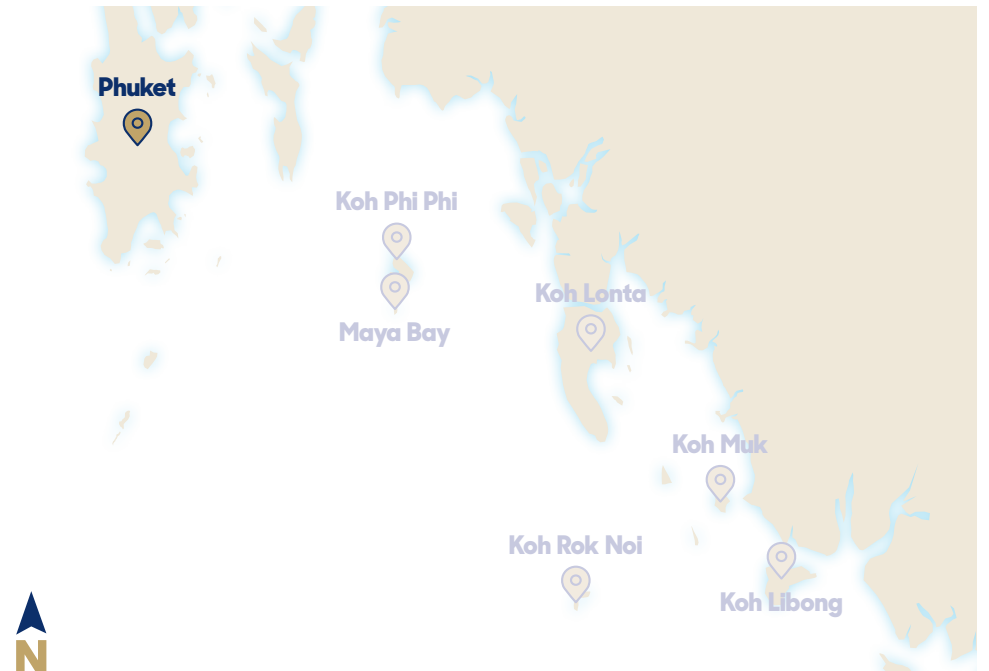 Phuket
Koh Phi Phi
Koh Lonta
Maya Bay
Koh Muk
Koh Rok Noi
Koh Libong
N